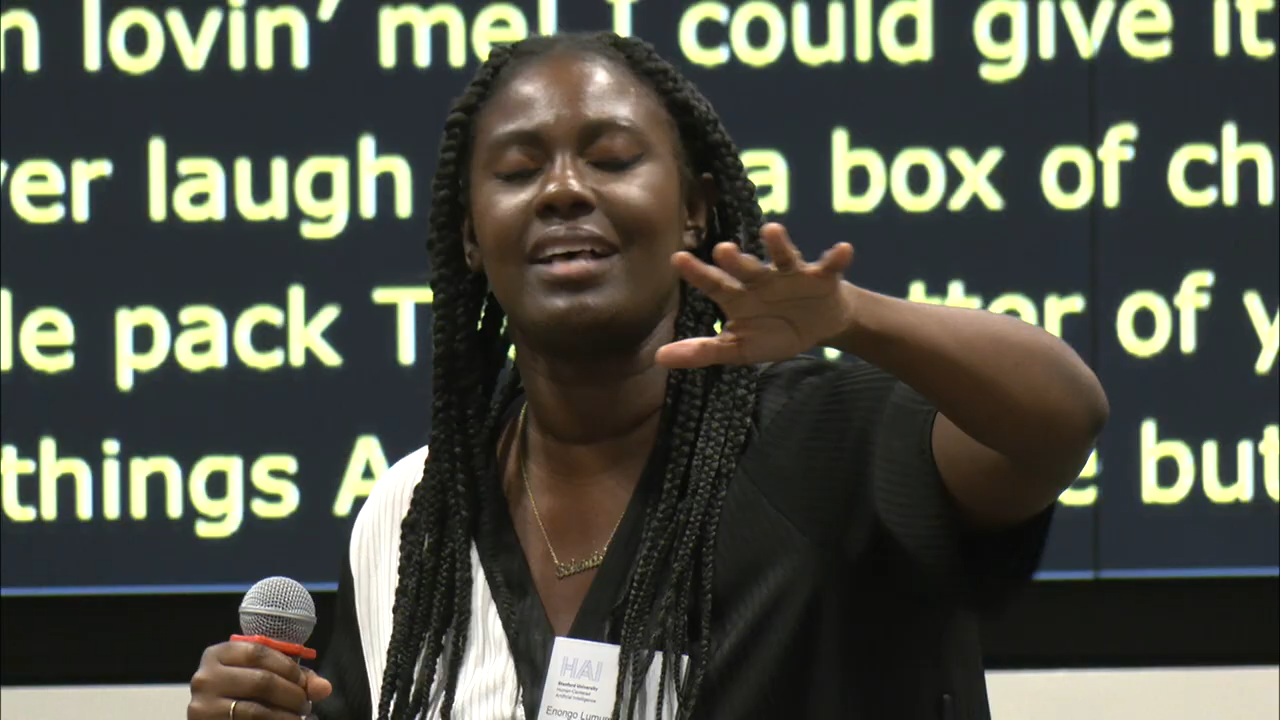 n lovin’ me! I could give it
ver laugh a box of ch
le pack T tter of y
things A e but
HAI
Stanford University
Human-Centered
Artificial Intelligence
Enongo Lumu